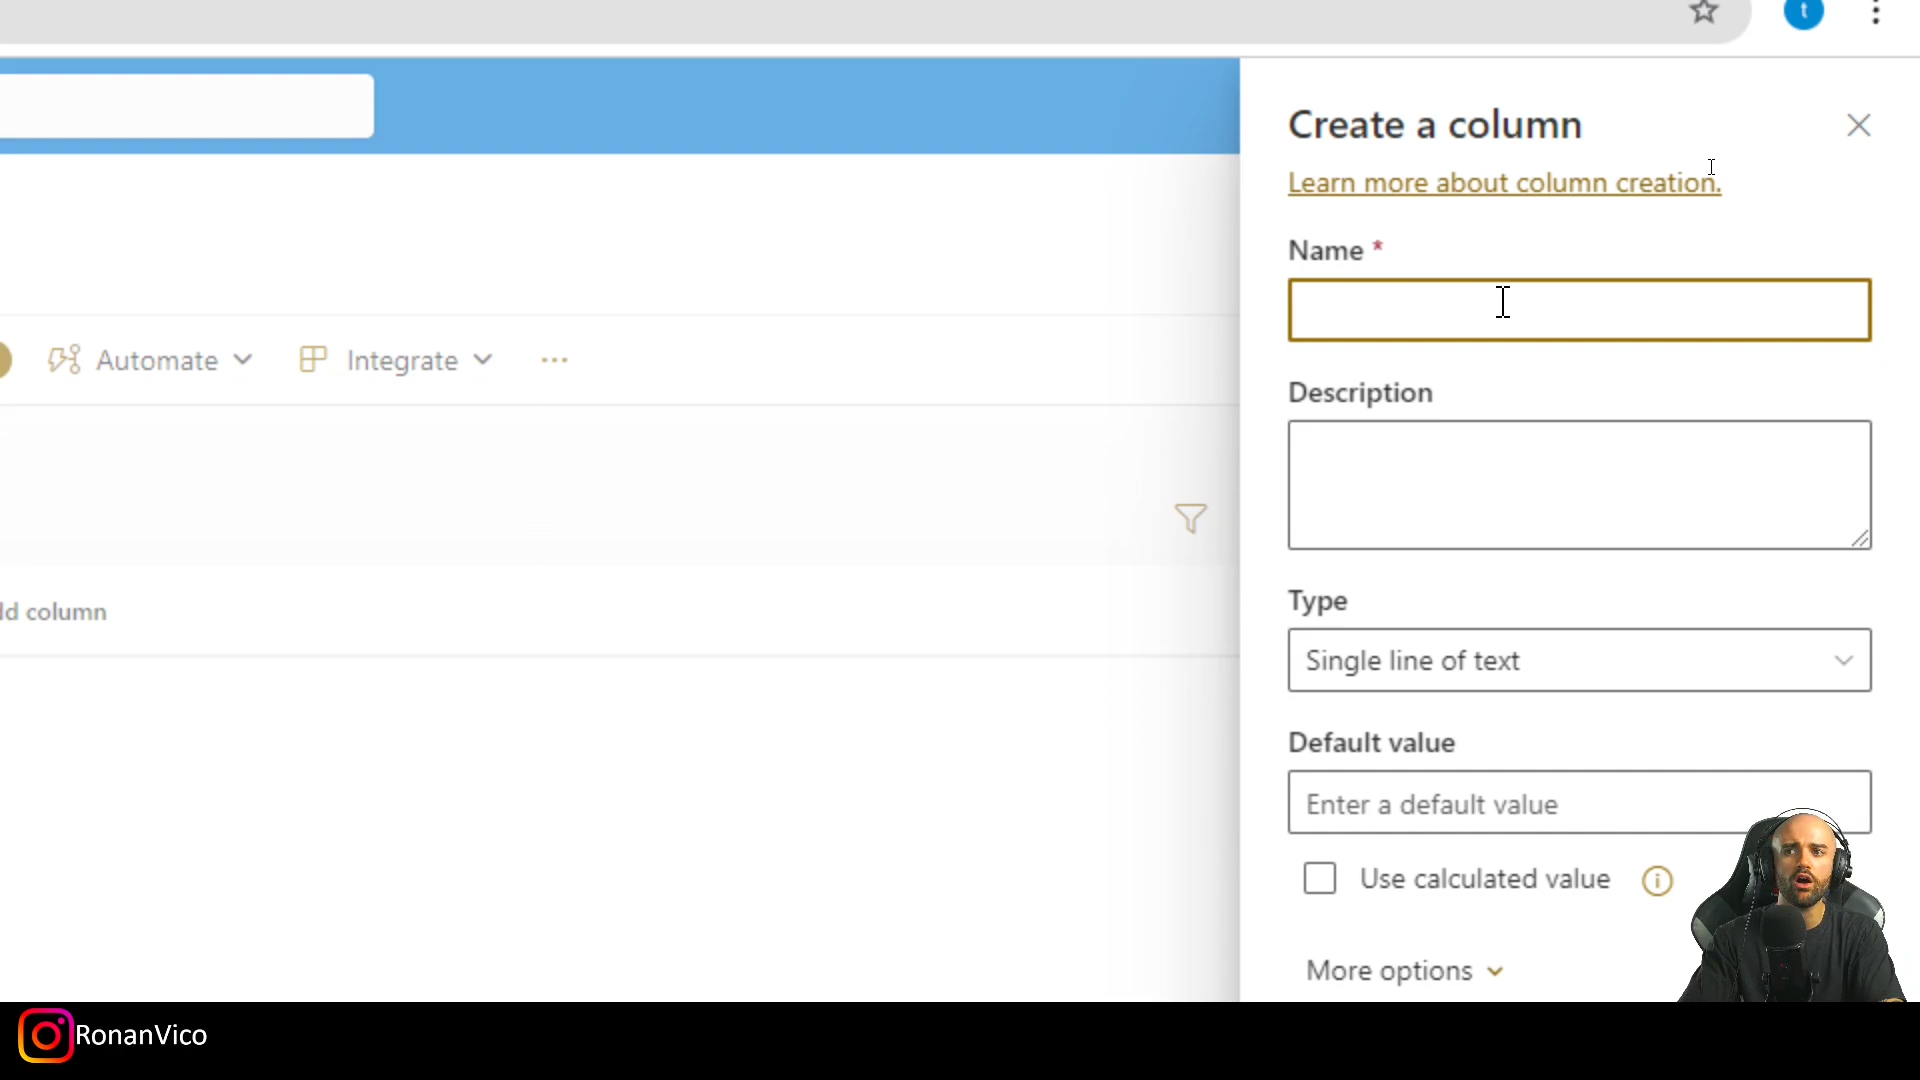 t
Create a column
Learn more about column creation.
Name *
Automate
Integrate
...
Description
ld column
Type
Single line of text
Default value
Enter a default value
Use calculated value
More options
RonanVico